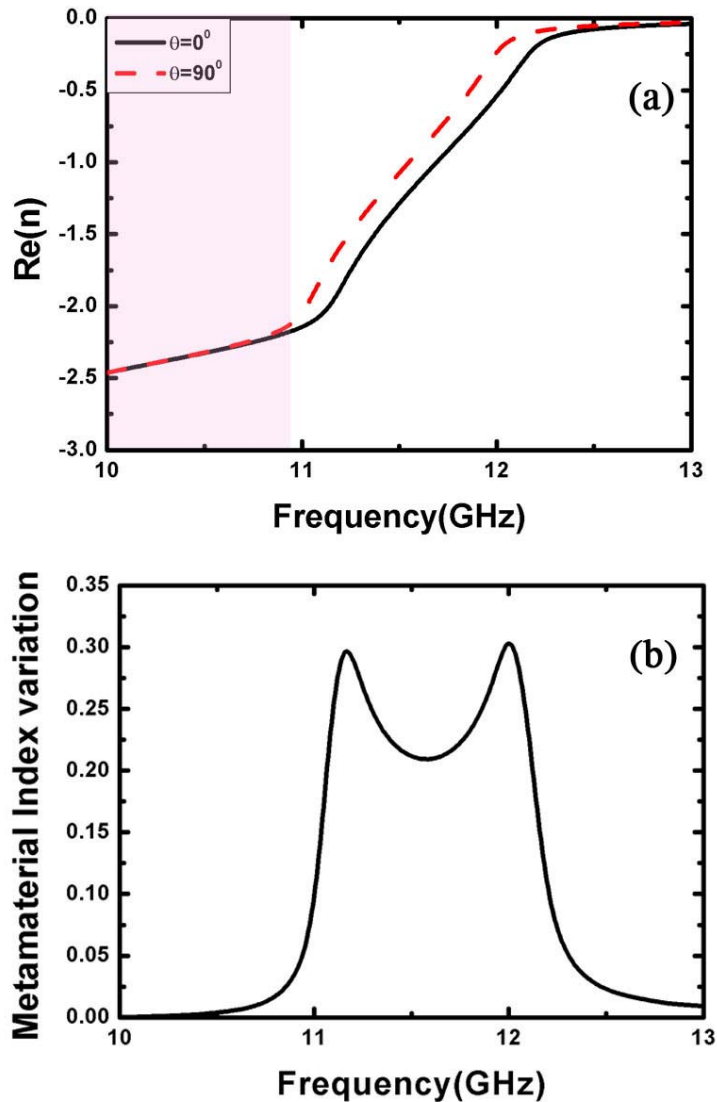 0.0
θ=0⁰
θ=90⁰
(a)
-0.5
-1.0
Re(n)
-1.5
-2.0
-2.5
-3.0
10 11 12 13
Frequency(GHz)
0.35
(b)
0.30
0.25
Metamaterial Index variation
0.20
0.15
0.10
0.05
0.00
10 11 12 13
Frequency(GHz)